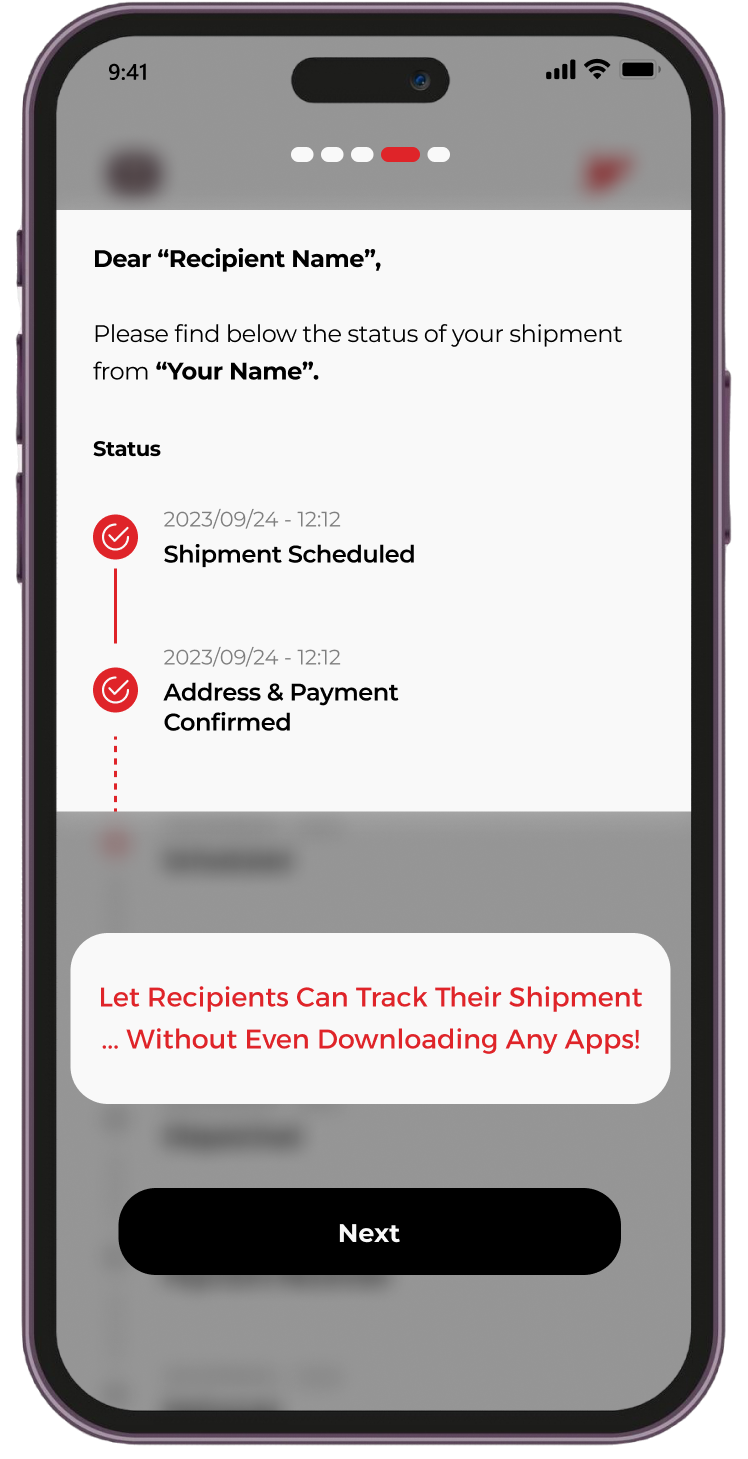 9:41
Dear “Recipient Name”,
Please find below the status of your shipment
from “Your Name”.
Status
2023/09/24 - 12:12
Shipment Scheduled
2023/09/24 - 12:12
Address & Payment
Confirmed
Let Recipients Can Track Their Shipment
... Without Even Downloading Any Apps!
Next